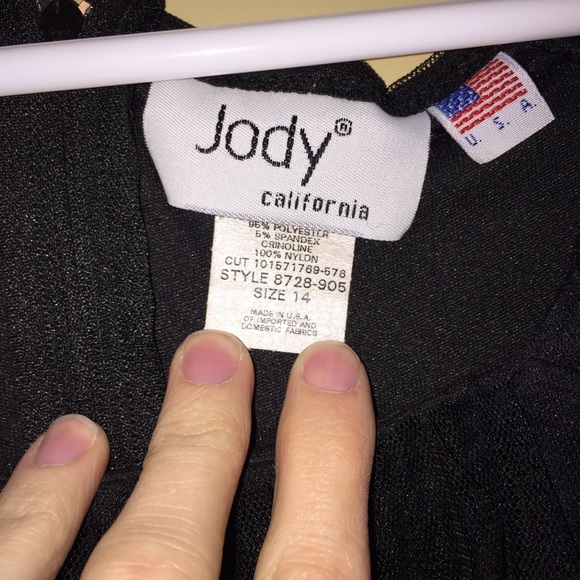 Jody®
california
U. S. A.
95% POLYESTER
5% SPANDEX
CRINOLINE
100% NYLON
CUT 101571769-578
STYLE 8728-905
SIZE 14
MADE IN U.S.A.
OF IMPORTED AND
DOMESTIC FABRICS